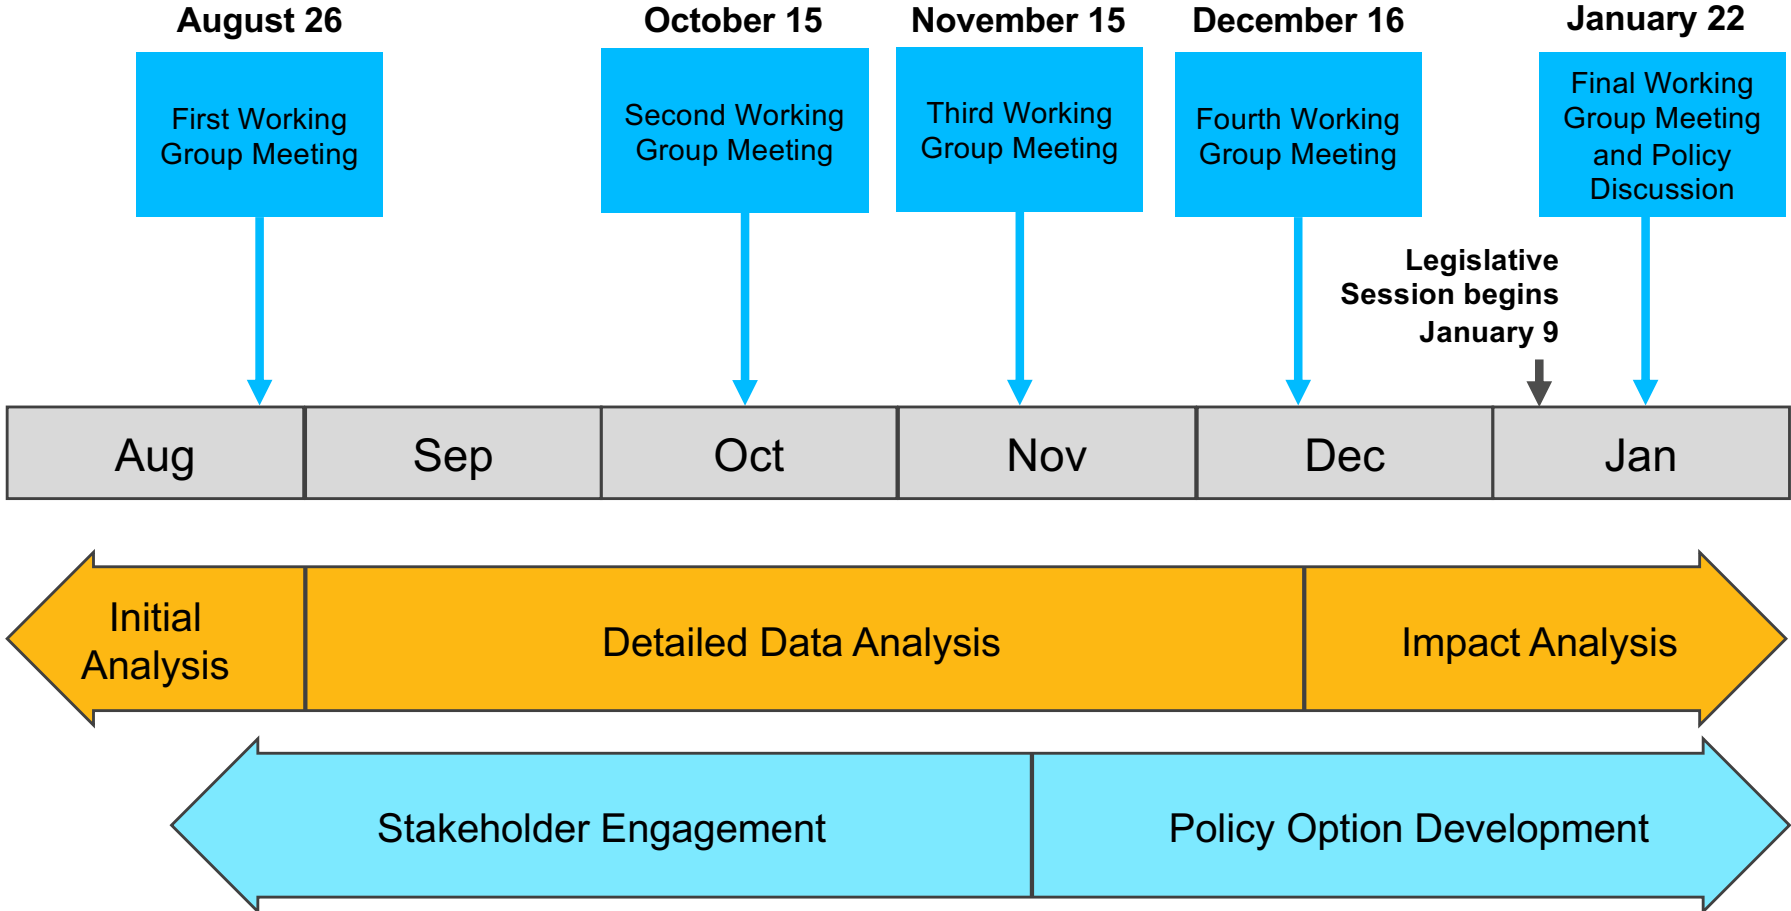 August 26
October 15
November 15
December 16
January 22
First Working
Group Meeting
Second Working
Group Meeting
Third Working
Group Meeting
Fourth Working
Group Meeting
Final Working
Group Meeting
and Policy
Discussion
Legislative
Session begins
January 9
Aug
Sep
Oct
Nov
Dec
Jan
Initial
Analysis
Detailed Data Analysis
Impact Analysis
Stakeholder Engagement
Policy Option Development